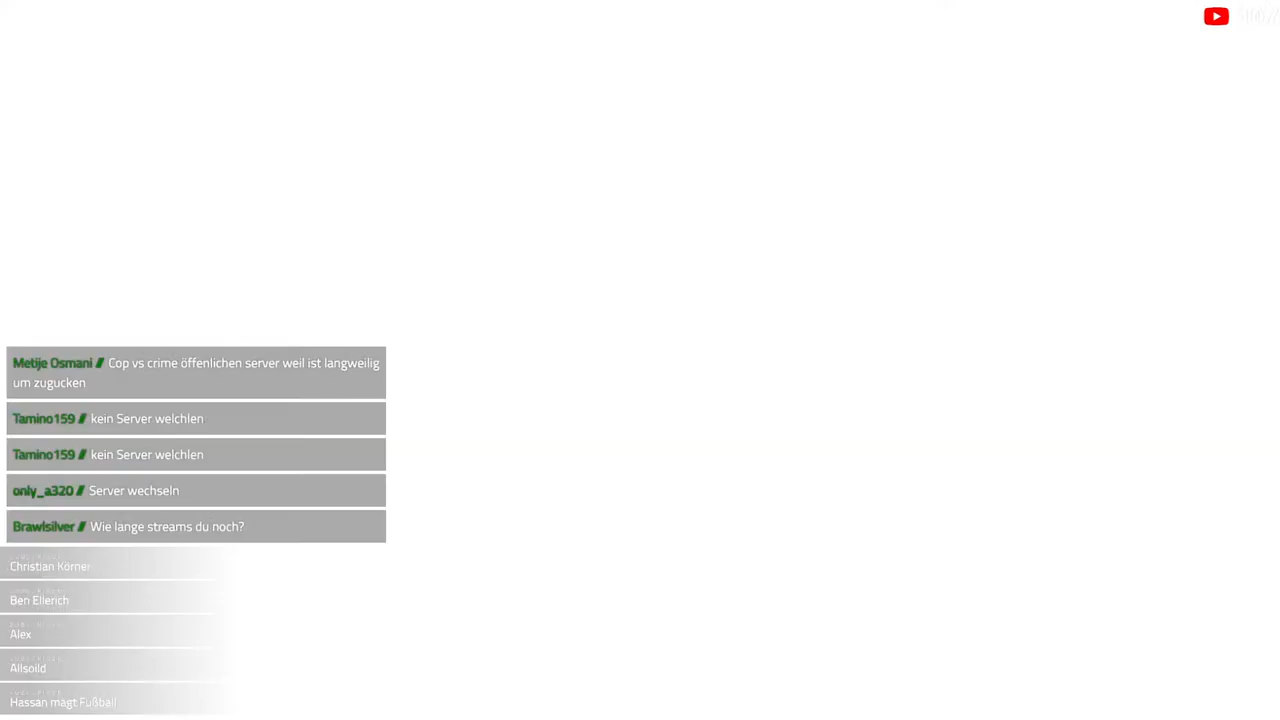 Metije Osmani // Cop vs crime öffenlichen server weil ist langweilig
um zugucken
Tamino159 // kein Server welchlen
Tamino159 // kein Server welchlen
only_a320 // Server wechseln
Brawlsilver // Wie lange streams du noch?
Christian Körner
Ben Ellerich
Alex
Allsoild
Hassan magt Fußball